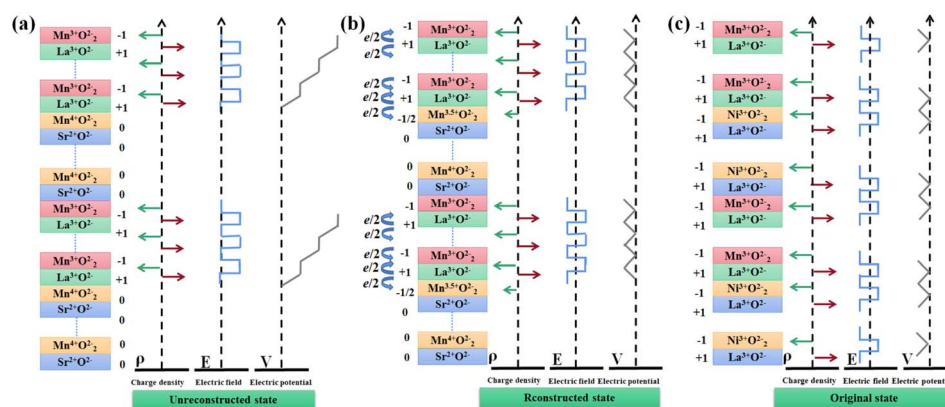 (a)
Mn³⁺O²⁻₂ -1
La³⁺O²⁻ +1
Mn³⁺O²⁻₂ -1
La³⁺O²⁻ +1
Mn⁴⁺O²⁻₂ 0
Sr²⁺O²⁻ 0
Mn⁴⁺O²⁻₂ 0
Sr²⁺O²⁻ 0
Mn³⁺O²⁻₂ -1
La³⁺O²⁻ +1
Mn³⁺O²⁻₂ -1
La³⁺O²⁻ +1
Mn⁴⁺O²⁻₂ 0
Sr²⁺O²⁻ 0
Mn⁴⁺O²⁻₂ 0
Sr²⁺O²⁻ 0
ρ E V
Charge density Electric field Electric potential
Unreconstructed state
(b)
e/2 -1 Mn³⁺O²⁻₂
e/2 +1 La³⁺O²⁻
e/2 -1 Mn³⁺O²⁻₂
e/2 +1 La³⁺O²⁻
e/2 -1/2 Mn³·⁵⁺O²⁻₂
0 Sr²⁺O²⁻
0 Mn⁴⁺O²⁻₂
0 Sr²⁺O²⁻
e/2 -1 Mn³⁺O²⁻₂
e/2 +1 La³⁺O²⁻
e/2 -1 Mn³⁺O²⁻₂
e/2 +1 La³⁺O²⁻
e/2 -1/2 Mn³·⁵⁺O²⁻₂
0 Sr²⁺O²⁻
0 Mn⁴⁺O²⁻₂
0 Sr²⁺O²⁻
ρ E V
Charge density Electric field Electric potential
Rconstructed state
(c)
-1 Mn³⁺O²⁻₂
+1 La³⁺O²⁻
-1 Mn³⁺O²⁻₂
+1 La³⁺O²⁻
-1 Ni³⁺O²⁻₂
+1 La³⁺O²⁻
-1 Ni³⁺O²⁻₂
+1 La³⁺O²⁻
-1 Mn³⁺O²⁻₂
+1 La³⁺O²⁻
-1 Mn³⁺O²⁻₂
+1 La³⁺O²⁻
-1 Ni³⁺O²⁻₂
+1 La³⁺O²⁻
-1 Ni³⁺O²⁻₂
+1 La³⁺O²⁻
ρ E V
Charge density Electric field Electric potential
Original state